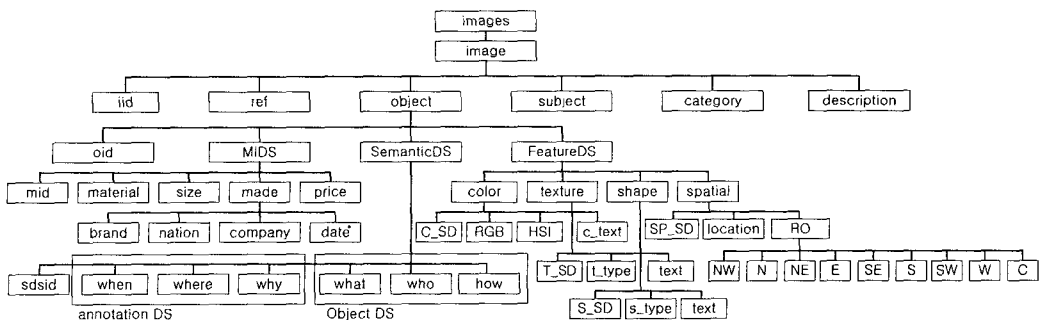 images
image
iid ref object subject category description
oid MIDS SemanticDS FeatureDS
mid material size made price color texture shape spatial
brand nation company date C_SD RGB HSI c_text SP_SD location RO
T_SD t_type text NW N NE E SE S SW W C
sdsid when where why what who how
S_SD s_type text
annotation DS Object DS